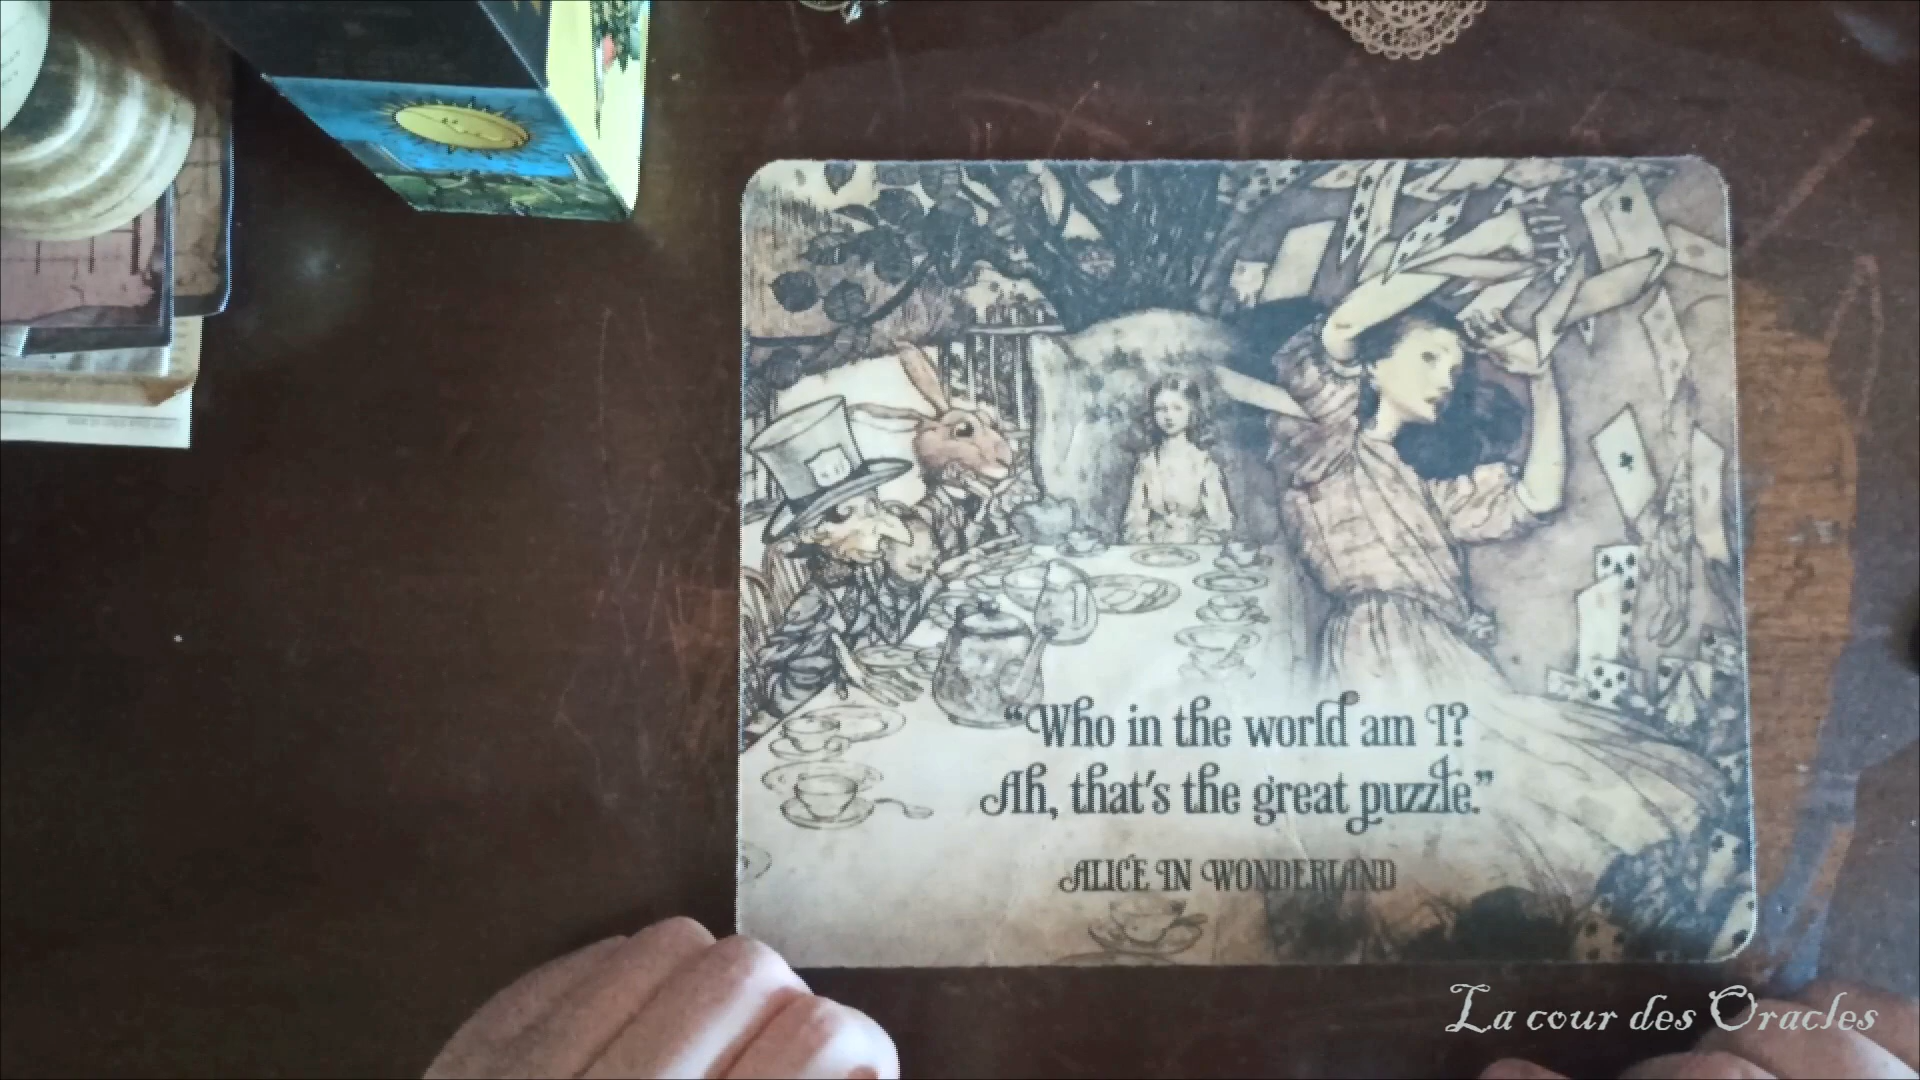 “Who in the world am I?
Ah, that's the great puzzle.”
ALICE IN WONDERLAND
La cour des Oracles